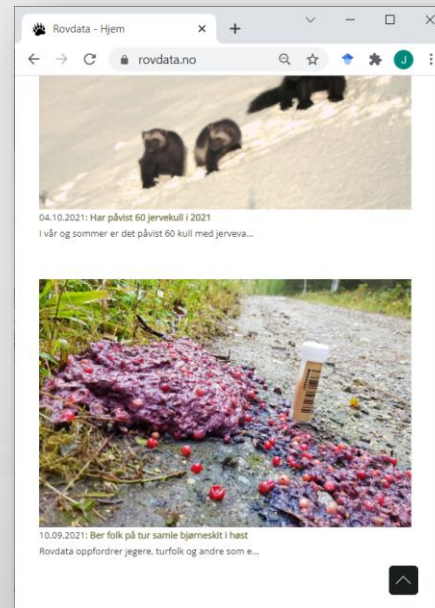 Rovdata - Hjem
rovdata.no
J
04.10.2021: Har påvist 60 jervekull i 2021
I vår og sommer er det påvist 60 kull med jerveva...
10.09.2021: Ber folk på tur samle bjørneskit i høst
Rovdata oppfordrer jegere, turfolk og andre som e...